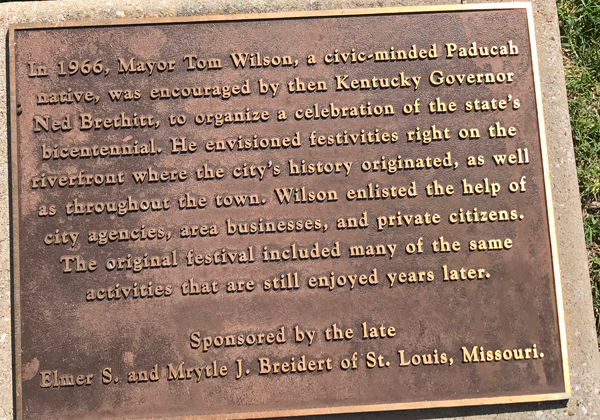 In 1966, Mayor Tom Wilson, a civic-minded Paducah
native, was encouraged by then Kentucky Governor
Ned Brethitt, to organize a celebration of the state's
bicentennial. He envisioned festivities right on the
riverfront where the city's history originated, as well
as throughout the town. Wilson enlisted the help of
city agencies, area businesses, and private citizens.
The original festival included many of the same
activities that are still enjoyed years later.
Sponsored by the late
Elmer S. and Mrytle J. Breidert of St. Louis, Missouri.